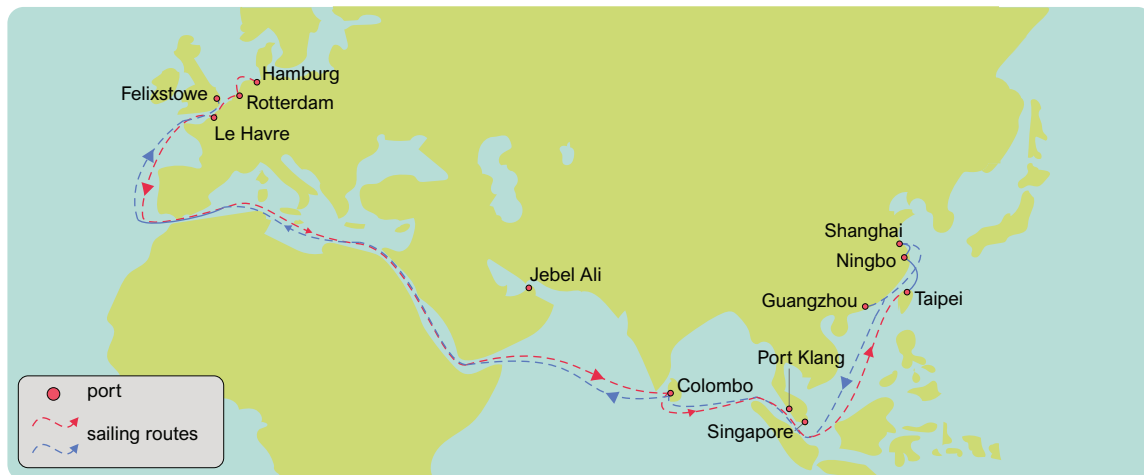 Hamburg
Felixstowe
Rotterdam
Le Havre
Shanghai
Ningbo
Jebel Ali
Guangzhou
Taipei
Port Klang
Colombo
Singapore
port
sailing routes